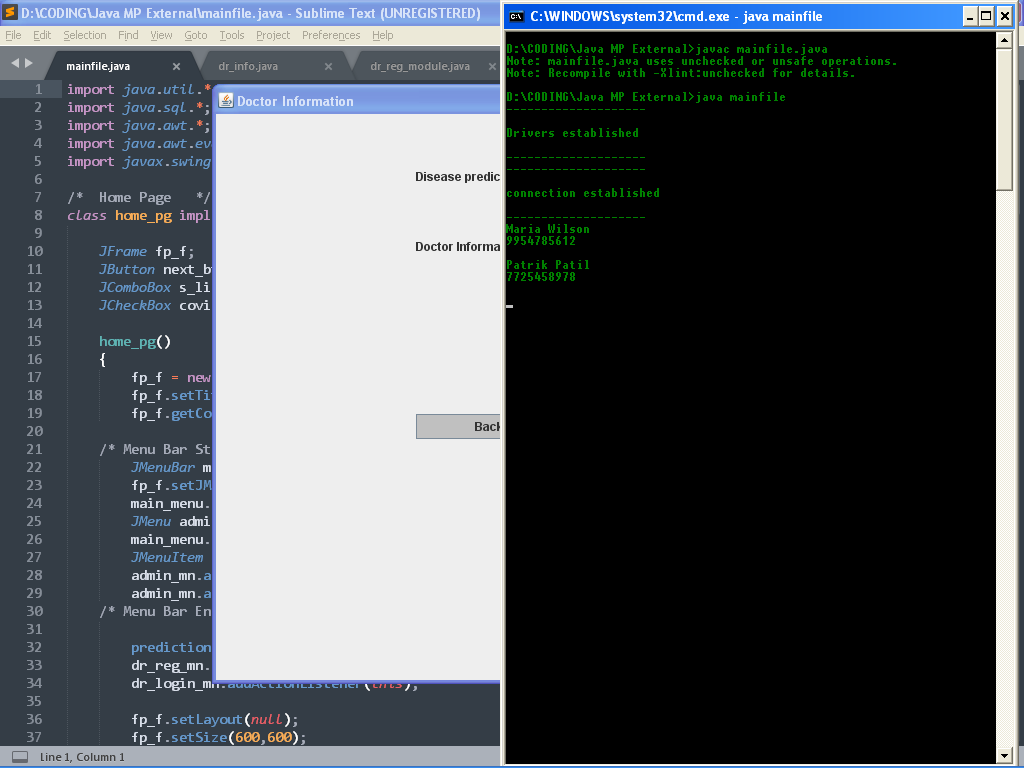 D:\CODING\Java MP External\mainfile.java - Sublime Text (UNREGISTERED)
File Edit Selection Find View Goto Tools Project Preferences Help
mainfile.java dr_info.java dr_reg_module.java
1 import java.util.*
2 import java.sql.*;
3 import java.awt.*;
4 import java.awt.ev
5 import javax.swing
6
7 /* Home Page */
8 class home_pg impl
9
10 JFrame fp_f;
11 JButton next_b
12 JComboBox s_li
13 JCheckBox covi
14
15 home_pg()
16 {
17 fp_f = new
18 fp_f.setTi
19 fp_f.getCo
20
21 /* Menu Bar St
22 JMenuBar m
23 fp_f.setJM
24 main_menu.
25 JMenu admi
26 main_menu.
27 JMenuItem
28 admin_mn.a
29 admin_mn.a
30 /* Menu Bar En
31
32 prediction
33 dr_reg_mn.
34 dr_login_mn.addActionListener(this);
35
36 fp_f.setLayout(null);
37 fp_f.setSize(600,600);
Line 1, Column 1
Doctor Information
Disease predic
Doctor Informa
Back
C:\WINDOWS\system32\cmd.exe - java mainfile
D:\CODING\Java MP External>javac mainfile.java
Note: mainfile.java uses unchecked or unsafe operations.
Note: Recompile with -Xlint:unchecked for details.
D:\CODING\Java MP External>java mainfile
--------------------
Drivers established
--------------------
--------------------
connection established
--------------------
Maria Wilson
9954785612
Patrik Patil
7725458978